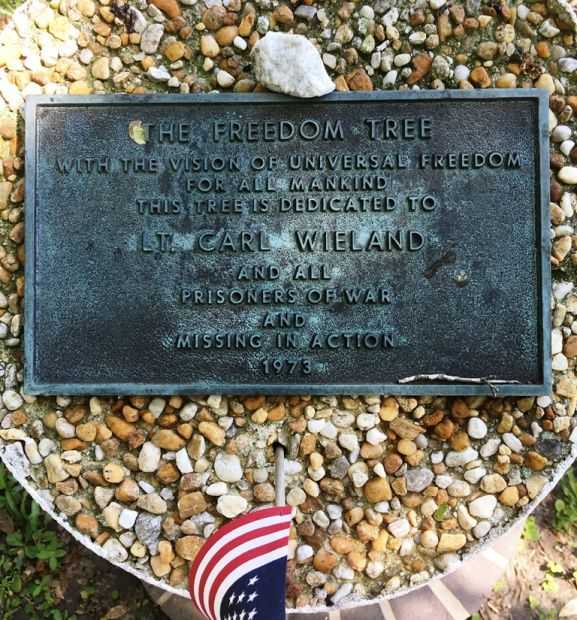 THE FREEDOM TREE
WITH THE VISION OF UNIVERSAL FREEDOM
FOR ALL MANKIND
THIS TREE IS DEDICATED TO
LT. CARL WIELAND
AND ALL
PRISONERS OF WAR
AND
MISSING IN ACTION
1973